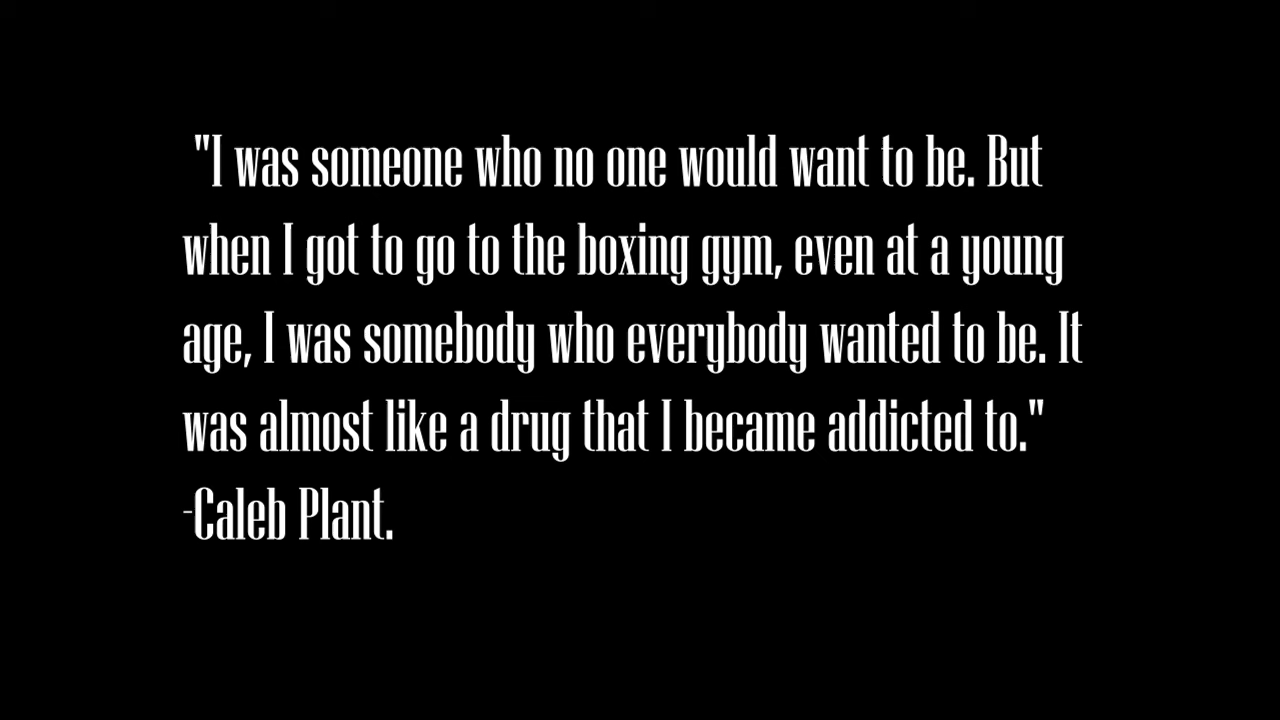 "I was someone who no one would want to be. But
when I got to go to the boxing gym, even at a young
age, I was somebody who everybody wanted to be. It
was almost like a drug that I became addicted to."
-Caleb Plant.